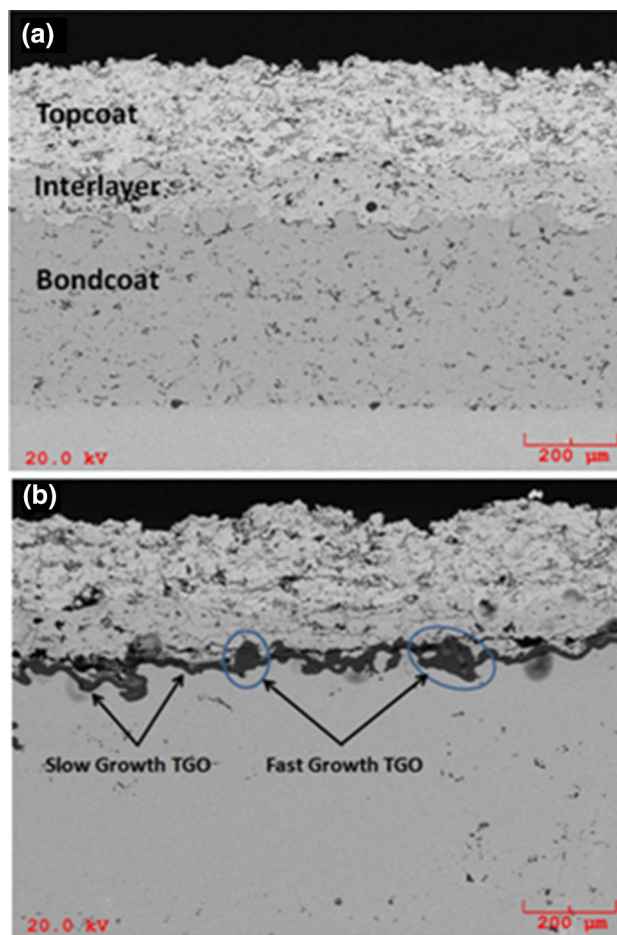 (a)
Topcoat
Interlayer
Bondcoat
20.0 kV
200 µm
(b)
Slow Growth TGO
Fast Growth TGO
20.0 kV
200 µm